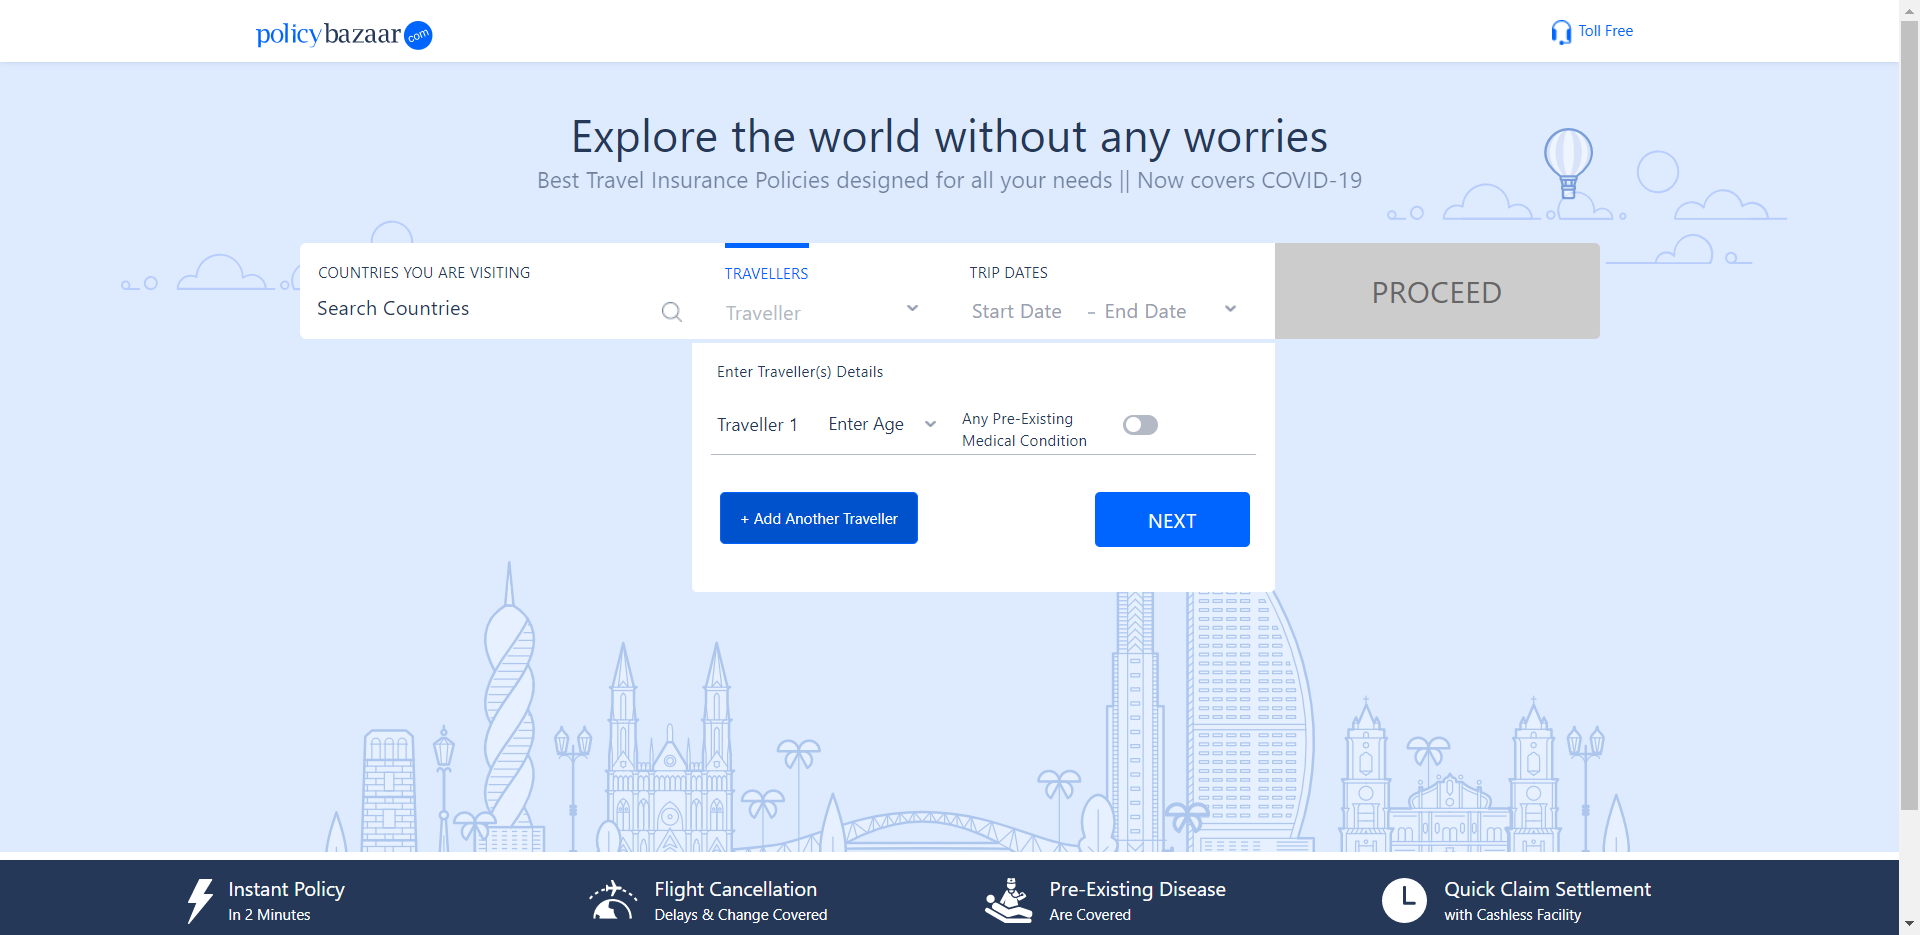 policybazaar com
Toll Free
Explore the world without any worries
Best Travel Insurance Policies designed for all your needs || Now covers COVID-19
COUNTRIES YOU ARE VISITING
Search Countries
TRAVELLERS
Traveller
TRIP DATES
Start Date - End Date
PROCEED
Enter Traveller(s) Details
Traveller 1
Enter Age
Any Pre-Existing
Medical Condition
+ Add Another Traveller
NEXT
Instant Policy
In 2 Minutes
Flight Cancellation
Delays & Change Covered
Pre-Existing Disease
Are Covered
Quick Claim Settlement
with Cashless Facility